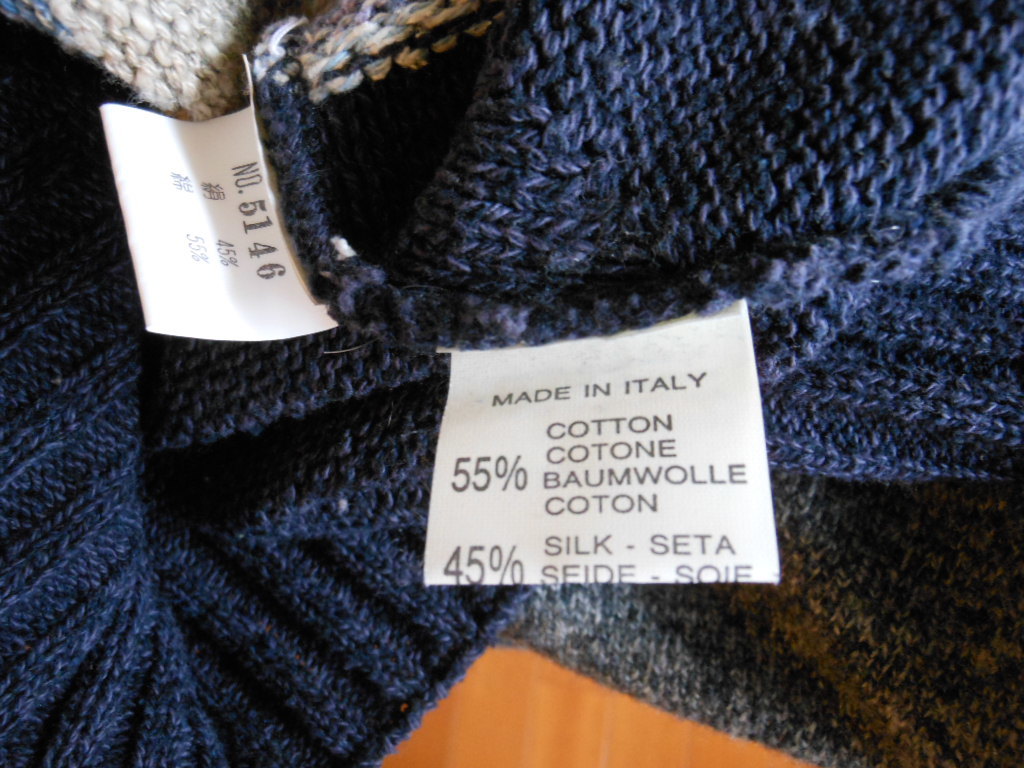 NO. 5146
絹 45%
綿 55%
MADE IN ITALY
COTTON
COTONE
55% BAUMWOLLE
COTON
45% SILK - SETA
SEIDE - SOIE